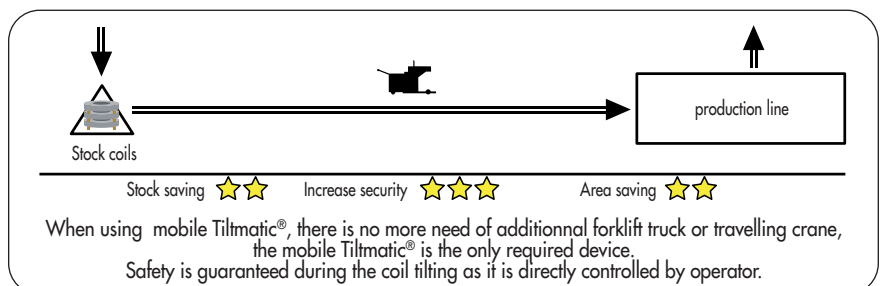 production line
Stock coils
Stock saving Increase security Area saving
When using mobile Tiltmatic®, there is no more need of additionnal forklift truck or travelling crane,
the mobile Tiltmatic® is the only required device.
Safety is guaranteed during the coil tilting as it is directly controlled by operator.